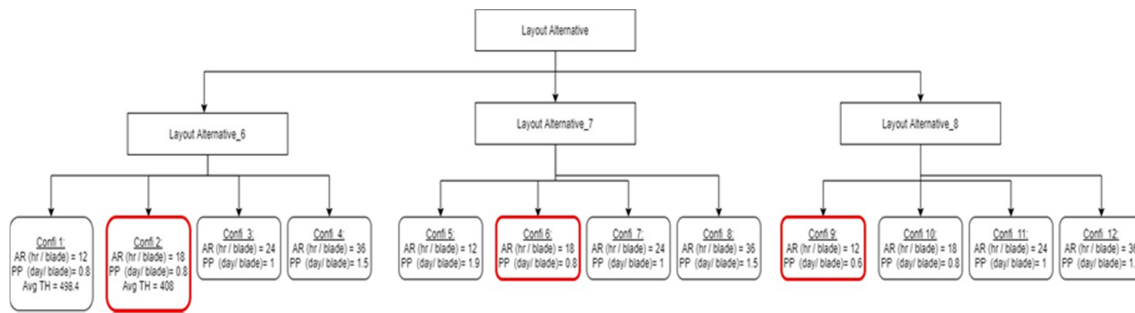 Layout Alternative
Layout Alternative_6
Layout Alternative_7
Layout Alternative_8
Confi 1:
AR (hr / blade) = 12
PP (day/ blade)= 0.8
Avg TH = 498.4
Confi 2:
AR (hr / blade) = 18
PP (day/ blade)= 0.8
Avg TH = 408
Confi 3:
AR (hr / blade) = 24
PP (day/ blade)= 1
Confi 4:
AR (hr / blade) = 36
PP (day/ blade)= 1.5
Confi 5:
AR (hr / blade) = 12
PP (day/ blade)= 1.9
Confi 6:
AR (hr / blade) = 18
PP (day/ blade)= 0.8
Confi 7:
AR (hr / blade) = 24
PP (day/ blade)= 1
Confi 8:
AR (hr / blade) = 36
PP (day/ blade)= 1.5
Confi 9:
AR (hr / blade) = 12
PP (day/ blade)= 0.6
Confi 10:
AR (hr / blade) = 18
PP (day/ blade)= 0.8
Confi 11:
AR (hr / blade) = 24
PP (day/ blade)= 1
Confi 12:
AR (hr / blade) = 36
PP (day/ blade)=